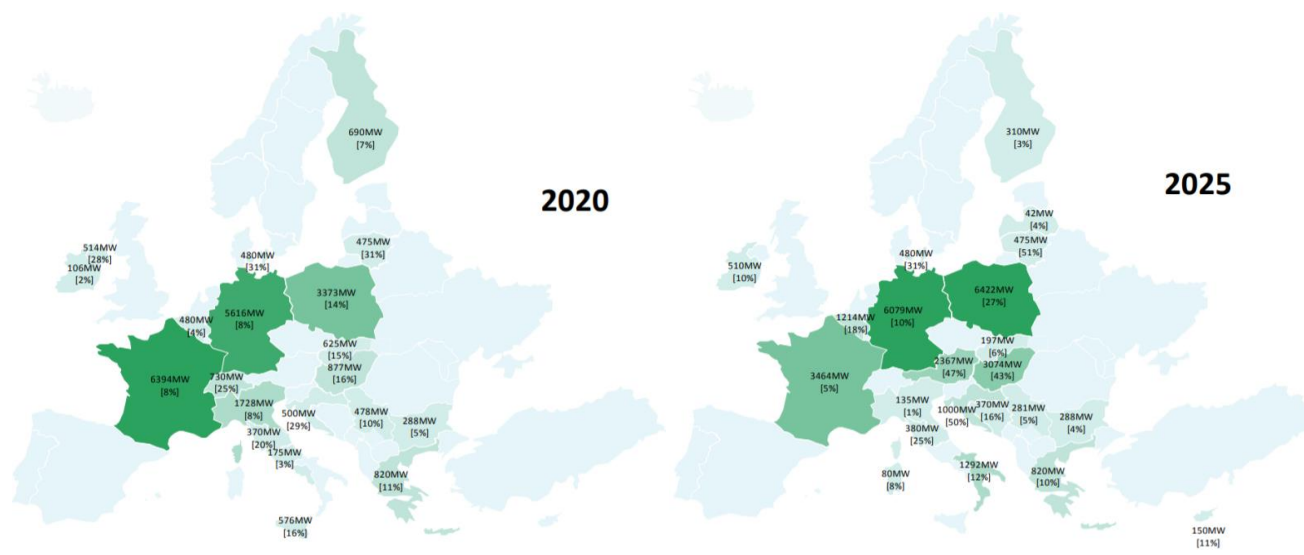 2020
690MW
[7%]
514MW
[28%]
106MW
[2%]
480MW
[31%]
475MW
[31%]
3373MW
[14%]
5616MW
[8%]
480MW
[4%]
625MW
[15%]
877MW
[16%]
6394MW
[8%]
730MW
[25%]
1728MW
[8%]
500MW
[29%]
478MW
[10%]
288MW
[5%]
370MW
[20%]
175MW
[3%]
820MW
[11%]
576MW
[16%]
2025
310MW
[3%]
42MW
[4%]
475MW
[51%]
480MW
[31%]
510MW
[10%]
6422MW
[27%]
6079MW
[10%]
1214MW
[18%]
197MW
[6%]
2367MW
[47%]
3074MW
[43%]
3464MW
[5%]
135MW
[1%]
1000MW
[50%]
370MW
[16%]
281MW
[5%]
288MW
[4%]
380MW
[25%]
80MW
[8%]
1292MW
[12%]
820MW
[10%]
150MW
[11%]